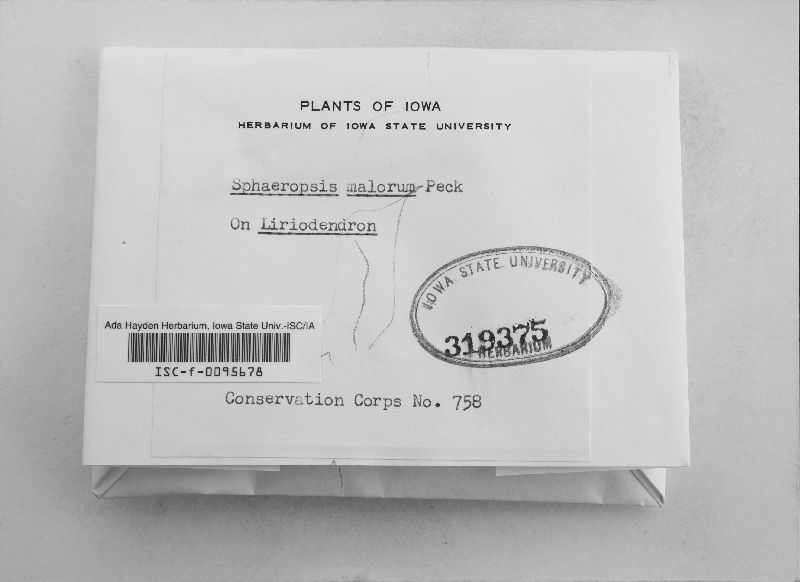 PLANTS OF IOWA
HERBARIUM OF IOWA STATE UNIVERSITY
Sphaeropsis malorum Peck
On Liriodendron
IOWA STATE UNIVERSITY
319375
HERBARIUM
Ada Hayden Herbarium, Iowa State Univ.-ISC/IA
ISC-f-0095678
Conservation Corps No. 758